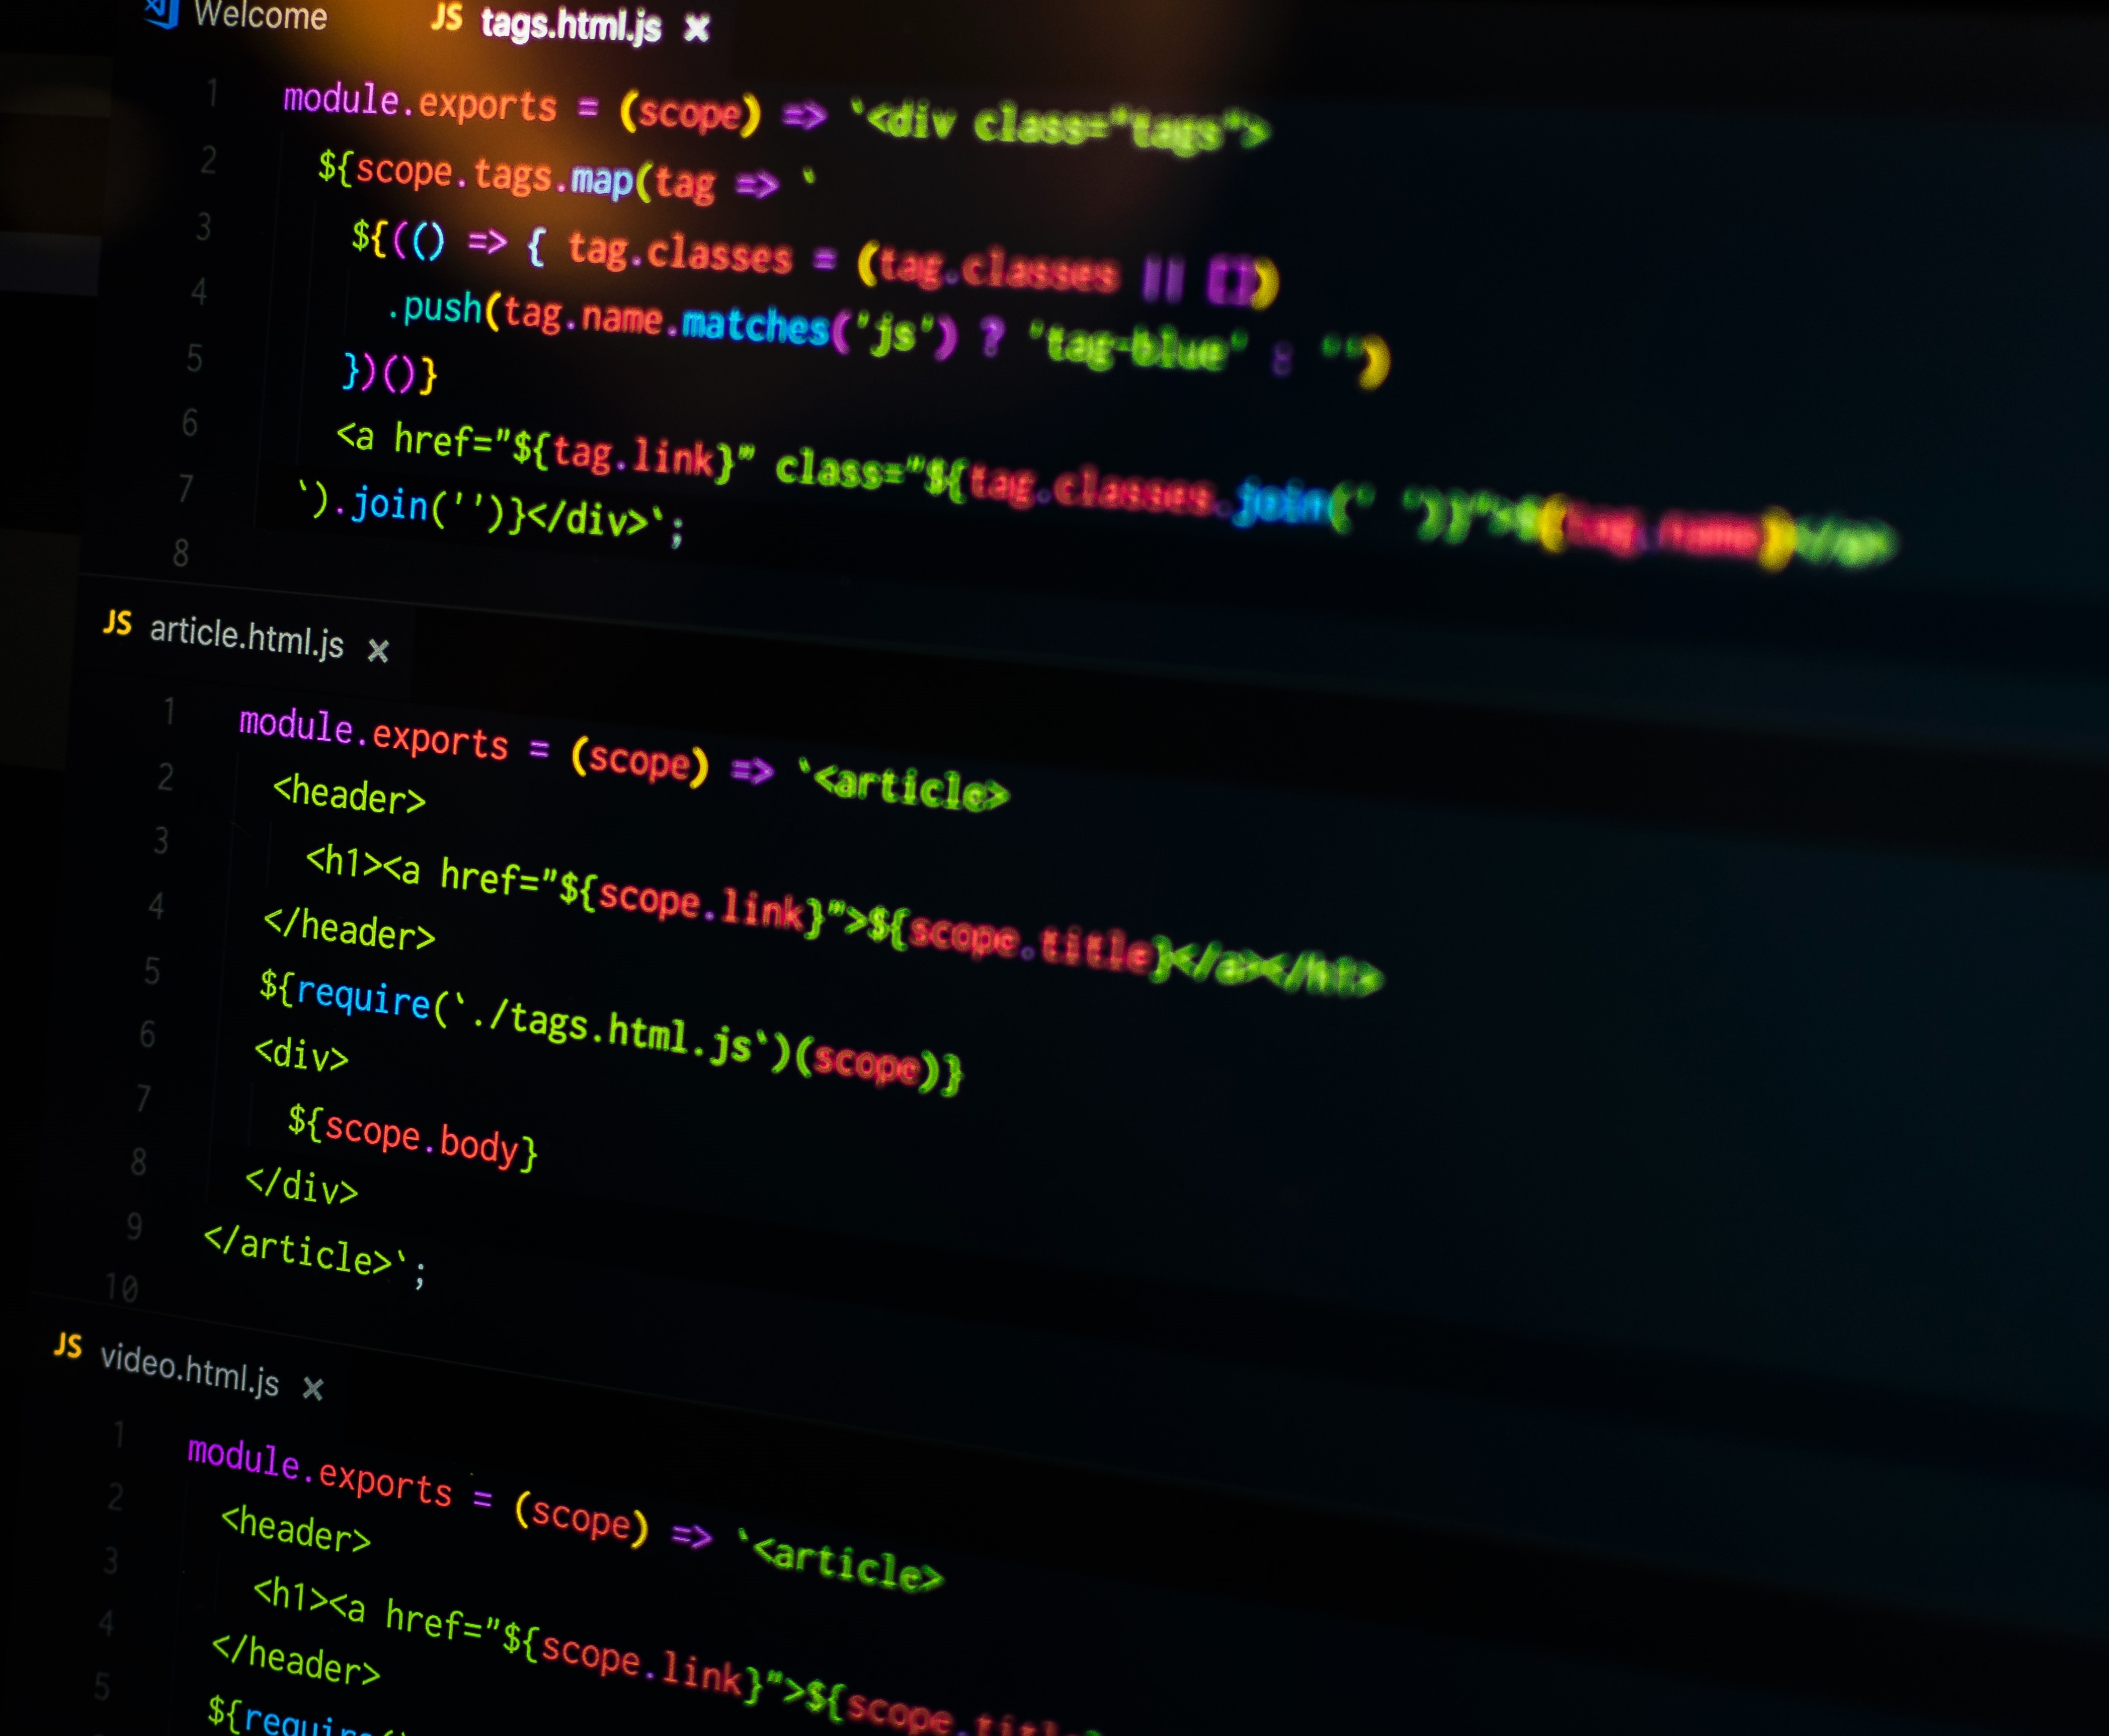 Welcome
JS tags.html.js ×
1 module.exports = (scope) => `<div class="tags">
2 ${scope.tags.map(tag => `
3 ${(() => { tag.classes = (tag.classes || [])
4 .push(tag.name.matches('js') ? 'tag-blue' : '')
5 })()}
6 <a href="${tag.link}" class="${tag.classes.join(' ')}">${tag.name}</a>
7 `).join('')}</div>`;
8
JS article.html.js ×
1 module.exports = (scope) => `<article>
2 <header>
3 <h1><a href="${scope.link}">${scope.title}</a></h1>
4 </header>
5 ${require(`./tags.html.js`)(scope)}
6 <div>
7 ${scope.body}
8 </div>
9 </article>`;
10
JS video.html.js ×
1 module.exports = (scope) => `<article>
2 <header>
3 <h1><a href="${scope.link}">${scope.title
4 </header>
5 ${require(`